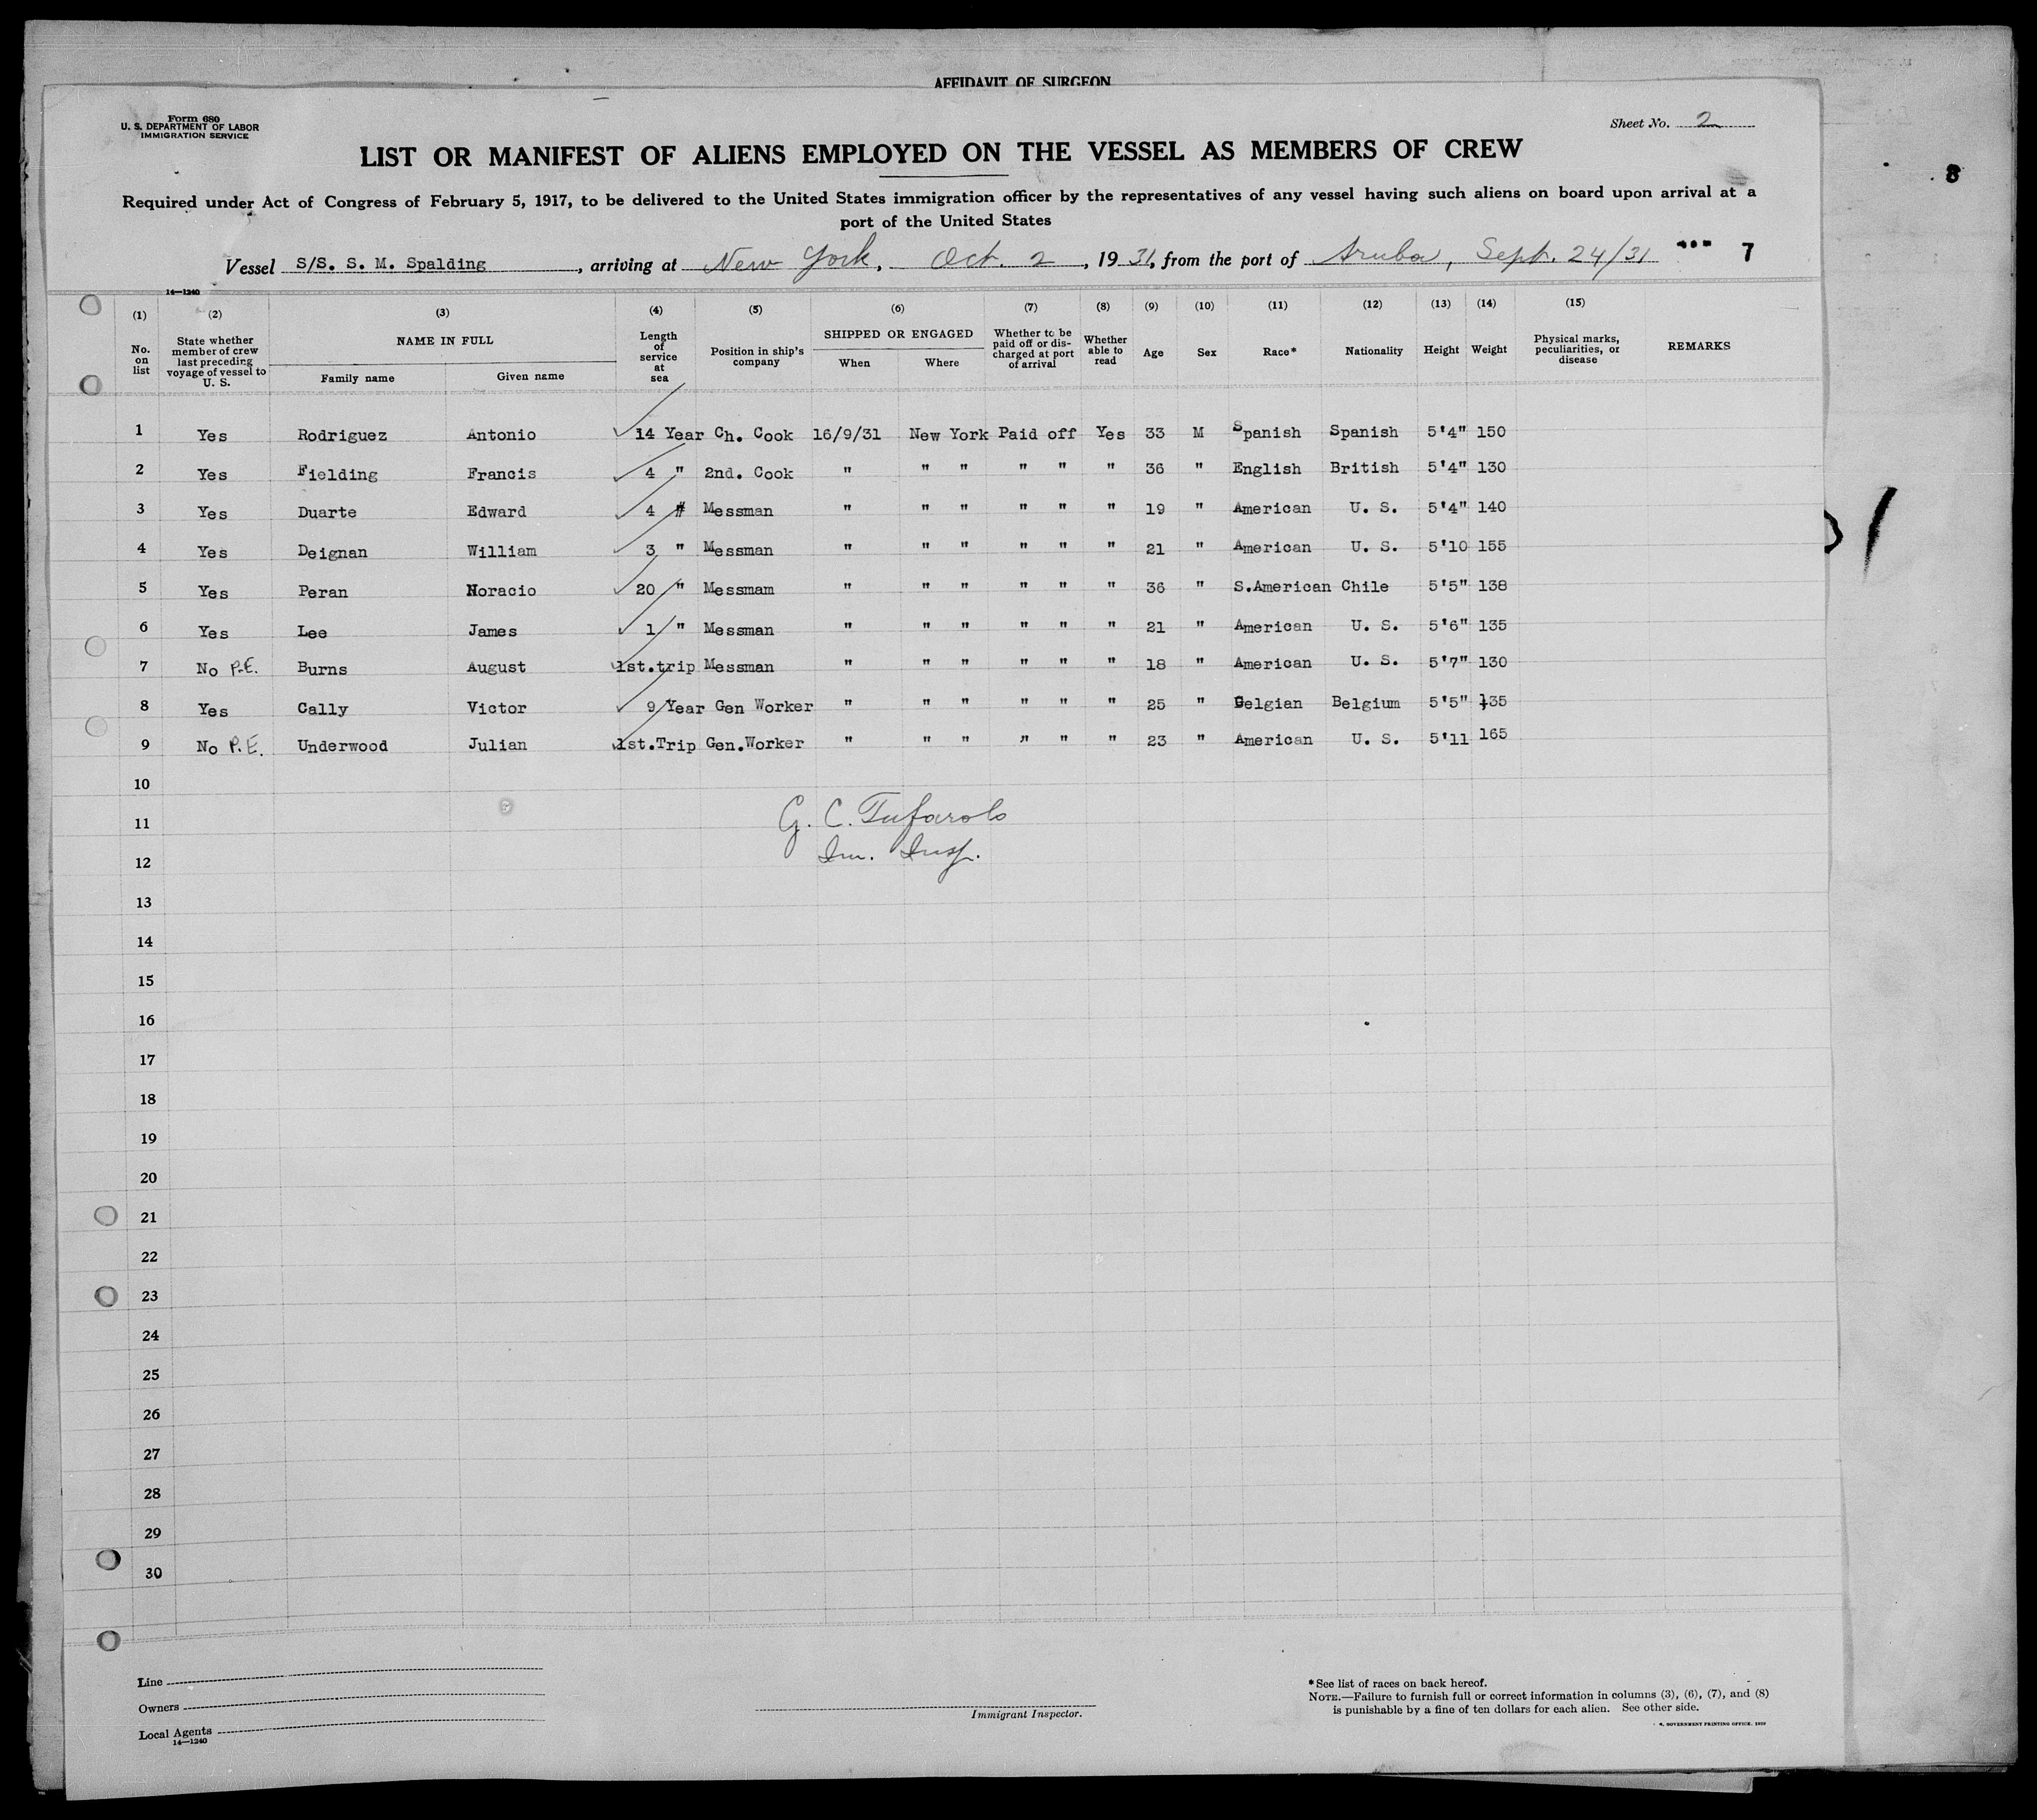 AFFIDAVIT OF SURGEON
Form 680
U. S. DEPARTMENT OF LABOR
IMMIGRATION SERVICE
Sheet No. 2
LIST OR MANIFEST OF ALIENS EMPLOYED ON THE VESSEL AS MEMBERS OF CREW
8
Required under Act of Congress of February 5, 1917, to be delivered to the United States immigration officer by the representatives of any vessel having such aliens on board upon arrival at a
port of the United States
Vessel S/S. S. M. Spalding, arriving at New York, Oct. 2, 1931, from the port of Aruba, Sept. 24/31 7
14—1240
(1) (2) (3) (4) (5) (6) (7) (8) (9) (10) (11) (12) (13) (14) (15)
No. on list State whether member of crew last preceding voyage of vessel to U. S. NAME IN FULL Family name Given name Length of service at sea Position in ship's company SHIPPED OR ENGAGED When Where Whether to be paid off or discharged at port of arrival Whether able to read Age Sex Race* Nationality Height Weight Physical marks, peculiarities, or disease REMARKS
1 Yes Rodriguez Antonio 14 Year Ch. Cook 16/9/31 New York Paid off Yes 33 M Spanish Spanish 5'4" 150
2 Yes Fielding Francis 4 " 2nd. Cook " " " " " " 36 " English British 5'4" 130
3 Yes Duarte Edward 4 " Messman " " " " " " 19 " American U. S. 5'4" 140
4 Yes Deignan William 3 " Messman " " " " " " 21 " American U. S. 5'10 155
5 Yes Peran Noracio 20 " Messmam " " " " " " 36 " S.American Chile 5'5" 138
6 Yes Lee James 1 " Messman " " " " " " 21 " American U. S. 5'6" 135
7 No P.E. Burns August 1st.trip Messman " " " " " " 18 " American U. S. 5'7" 130
8 Yes Cally Victor 9 Year Gen Worker " " " " " " 25 " Belgian Belgium 5'5" 135
9 No P.E. Underwood Julian 1st.Trip Gen.Worker " " " " " " 23 " American U. S. 5'11 165
10
11 G. C. Tufarolo
12 Im. Insp.
13
14
15
16
17
18
19
20
21
22
23
24
25
26
27
28
29
30
Line
Owners
Local Agents
14—1240
Immigrant Inspector.
*See list of races on back hereof.
NOTE.—Failure to furnish full or correct information in columns (3), (6), (7), and (8)
is punishable by a fine of ten dollars for each alien. See other side.
GOVERNMENT PRINTING OFFICE